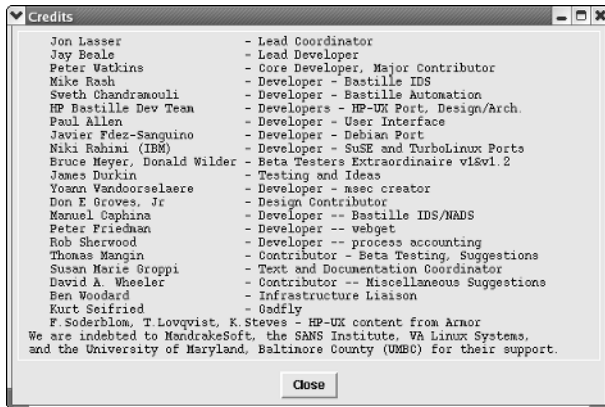 Credits
Jon Lasser - Lead Coordinator
Jay Beale - Lead Developer
Peter Watkins - Core Developer, Major Contributor
Mike Rash - Developer - Bastille IDS
Sveth Chandramouli - Developer - Bastille Automation
HP Bastille Dev Team - Developers - HP-UX Port, Design/Arch.
Paul Allen - Developer - User Interface
Javier Fdez-Sanguino - Developer - Debian Port
Niki Rahimi (IBM) - Developer - SuSE and TurboLinux Ports
Bruce Meyer, Donald Wilder - Beta Testers Extraordinaire v1&v1.2
James Durkin - Testing and Ideas
Yoann Vandoorselaere - Developer - msec creator
Don E Groves, Jr - Design Contributor
Manuel Caphina - Developer -- Bastille IDS/NADS
Peter Friedman - Developer -- webget
Rob Sherwood - Developer -- process accounting
Thomas Mangin - Contributor - Beta Testing, Suggestions
Susan Marie Groppi - Text and Documentation Coordinator
David A. Wheeler - Contributor -- Miscellaneous Suggestions
Ben Woodard - Infrastructure Liaison
Kurt Seifried - Gadfly
F.Soderblom, T.Lovqvist, K.Steves - HP-UX content from Armor
We are indebted to MandrakeSoft, the SANS Institute, VA Linux Systems,
and the University of Maryland, Baltimore County (UMBC) for their support.
Close